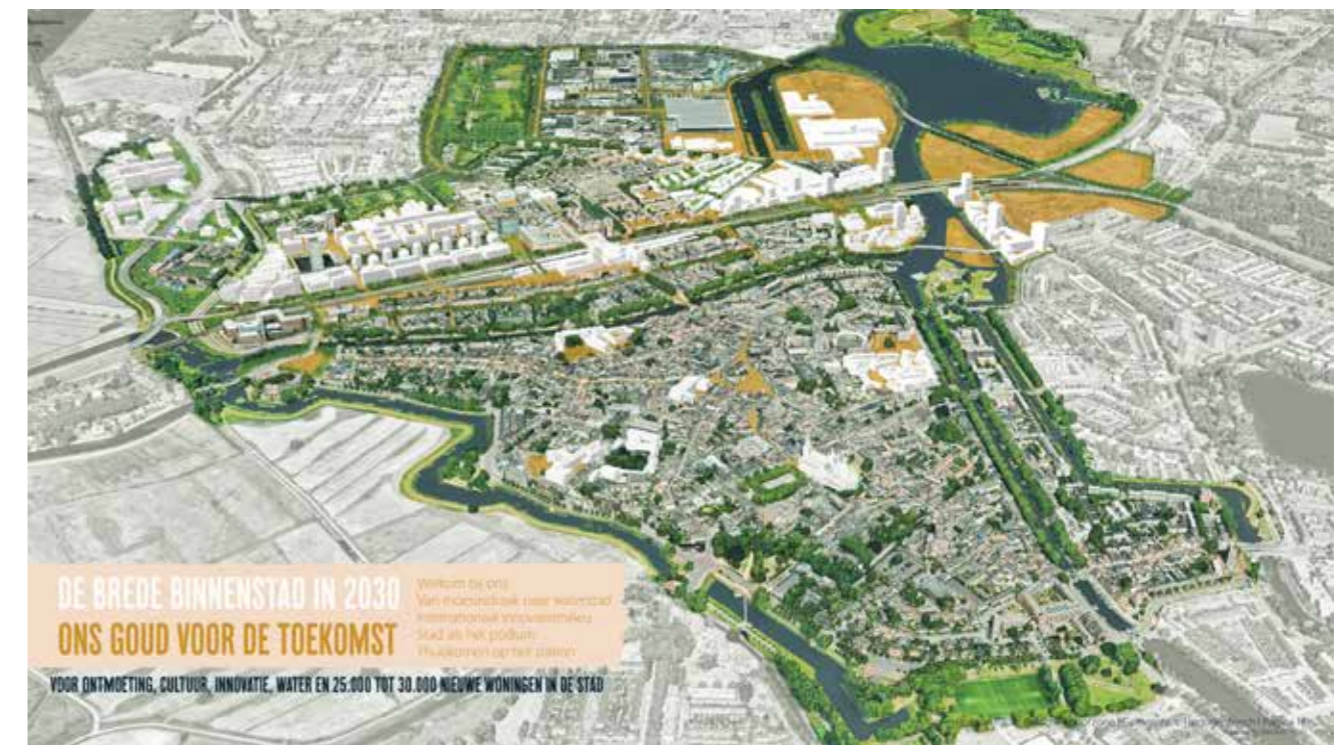 DE BREDE BINNENSTAD IN 2030
ONS GOUD VOOR DE TOEKOMST
Welkom bij ons
Van moerasdraak naar waterstad
Internationaal innovatiemilieu
Stad als het podium
Thuiskomen op het plein
VOOR ONTMOETING, CULTUUR, INNOVATIE, WATER EN 25.000 TOT 30.000 NIEUWE WONINGEN IN DE STAD